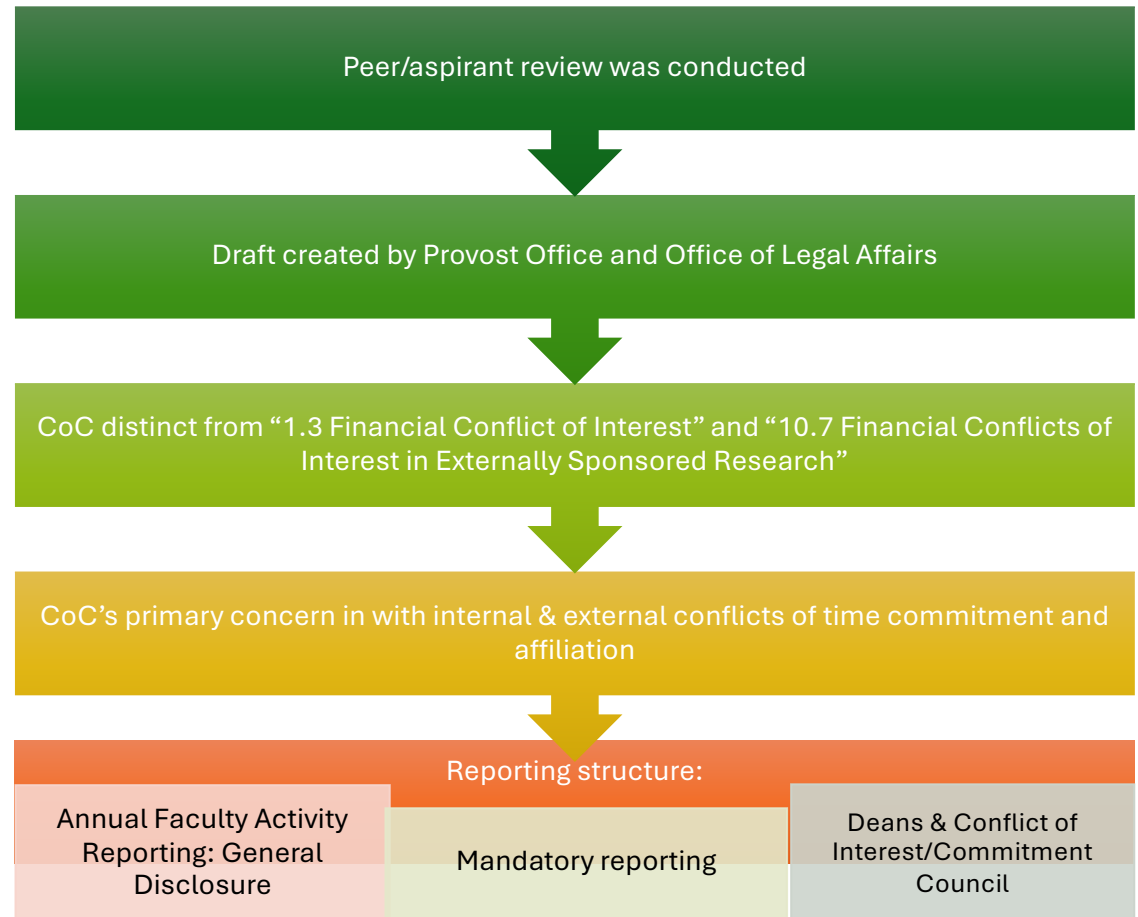 Peer/aspirant review was conducted
Draft created by Provost Office and Office of Legal Affairs
CoC distinct from “1.3 Financial Conflict of Interest” and “10.7 Financial Conflicts of
Interest in Externally Sponsored Research”
CoC’s primary concern in with internal & external conflicts of time commitment and
affiliation
Reporting structure:
Annual Faculty Activity
Reporting: General
Disclosure
Mandatory reporting
Deans & Conflict of
Interest/Commitment
Council